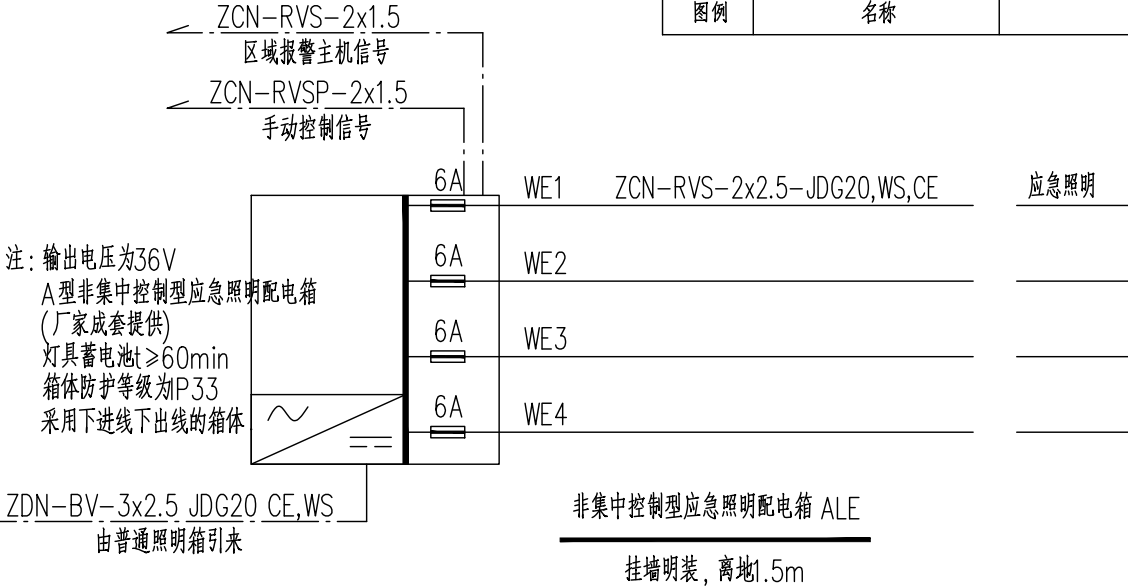 ZCN-RVS-2x1.5
区域报警主机信号
图例 名称
ZCN-RVSP-2x1.5
手动控制信号
6A WE1 ZCN-RVS-2x2.5-JDG20,WS,CE 应急照明
6A WE2
6A WE3
6A WE4
注: 输出电压为36V
A型非集中控制型应急照明配电箱
(厂家成套提供)
灯具蓄电池t≥60min
箱体防护等级为IP33
采用下进线下出线的箱体
ZDN-BV-3x2.5 JDG20 CE,WS
由普通照明箱引来
非集中控制型应急照明配电箱 ALE
挂墙明装, 离地1.5m